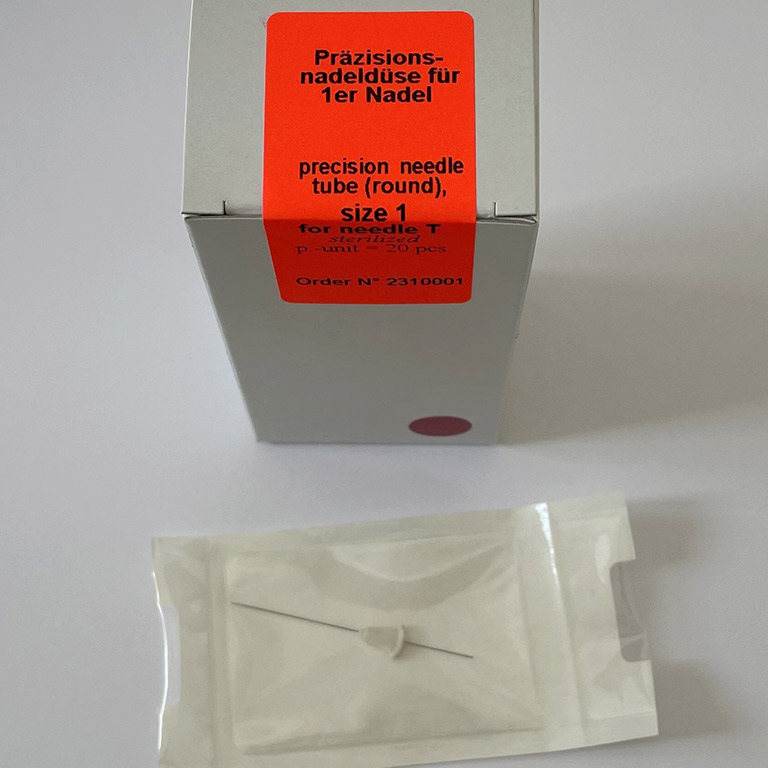 Präzisions-
nadeldüse für
1er Nadel
precision needle
tube (round),
size 1
for needle T
sterilized
p.-unit = 20 pcs
Order N° 2310001